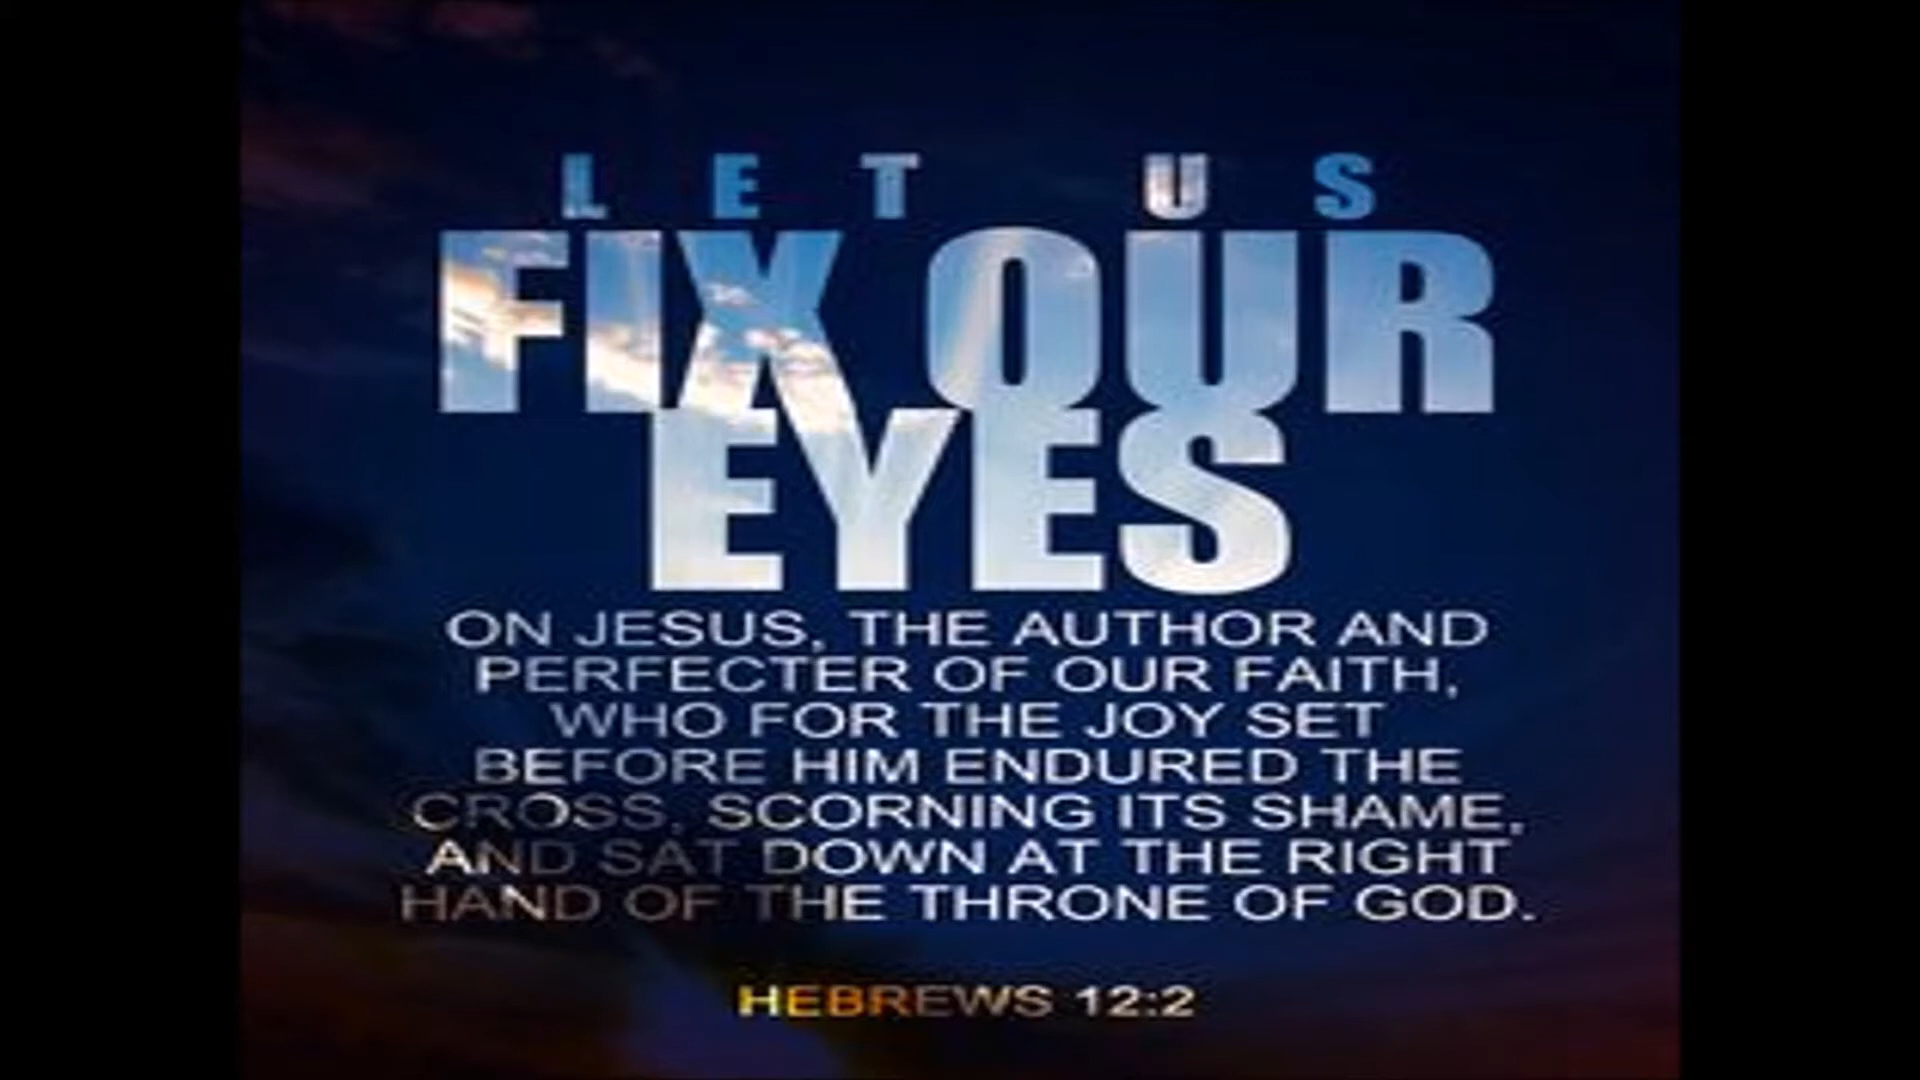 LET US
FIX OUR
EYES
ON JESUS, THE AUTHOR AND
PERFECTER OF OUR FAITH,
WHO FOR THE JOY SET
BEFORE HIM ENDURED THE
CROSS, SCORNING ITS SHAME,
AND SAT DOWN AT THE RIGHT
HAND OF THE THRONE OF GOD.
HEBREWS 12:2